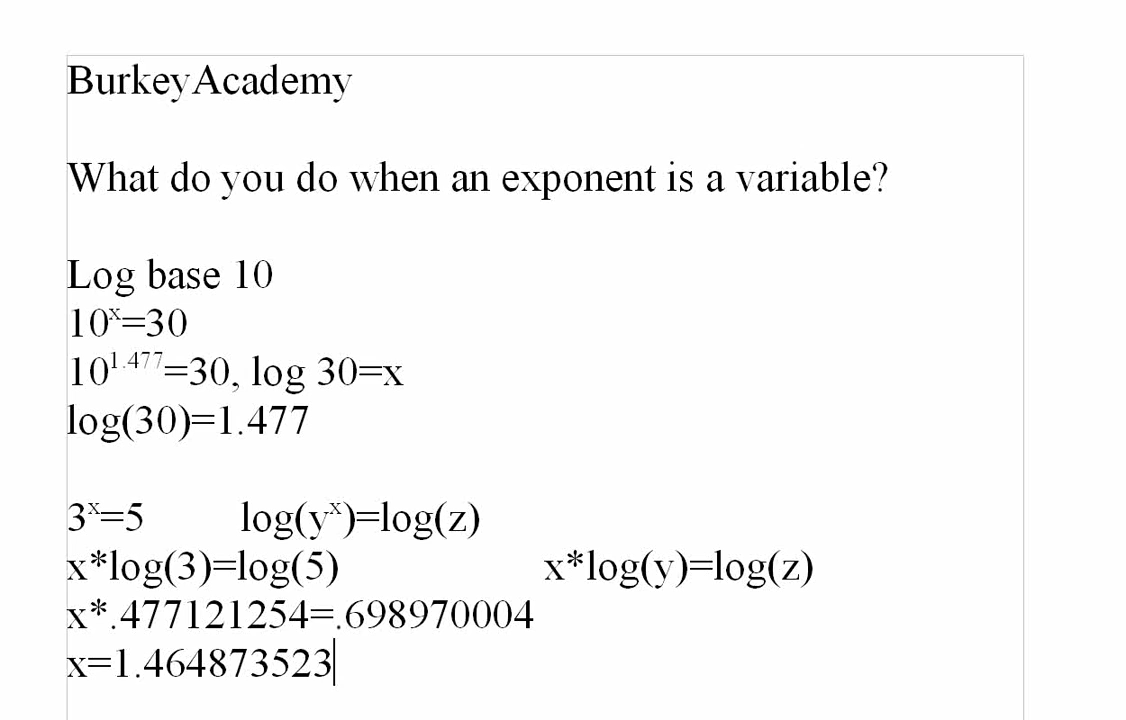 BurkeyAcademy
What do you do when an exponent is a variable?
Log base 10
10ˣ=30
10¹·⁴⁷⁷=30, log 30=x
log(30)=1.477
3ˣ=5 log(yˣ)=log(z)
x*log(3)=log(5) x*log(y)=log(z)
x*.477121254=.698970004
x=1.464873523